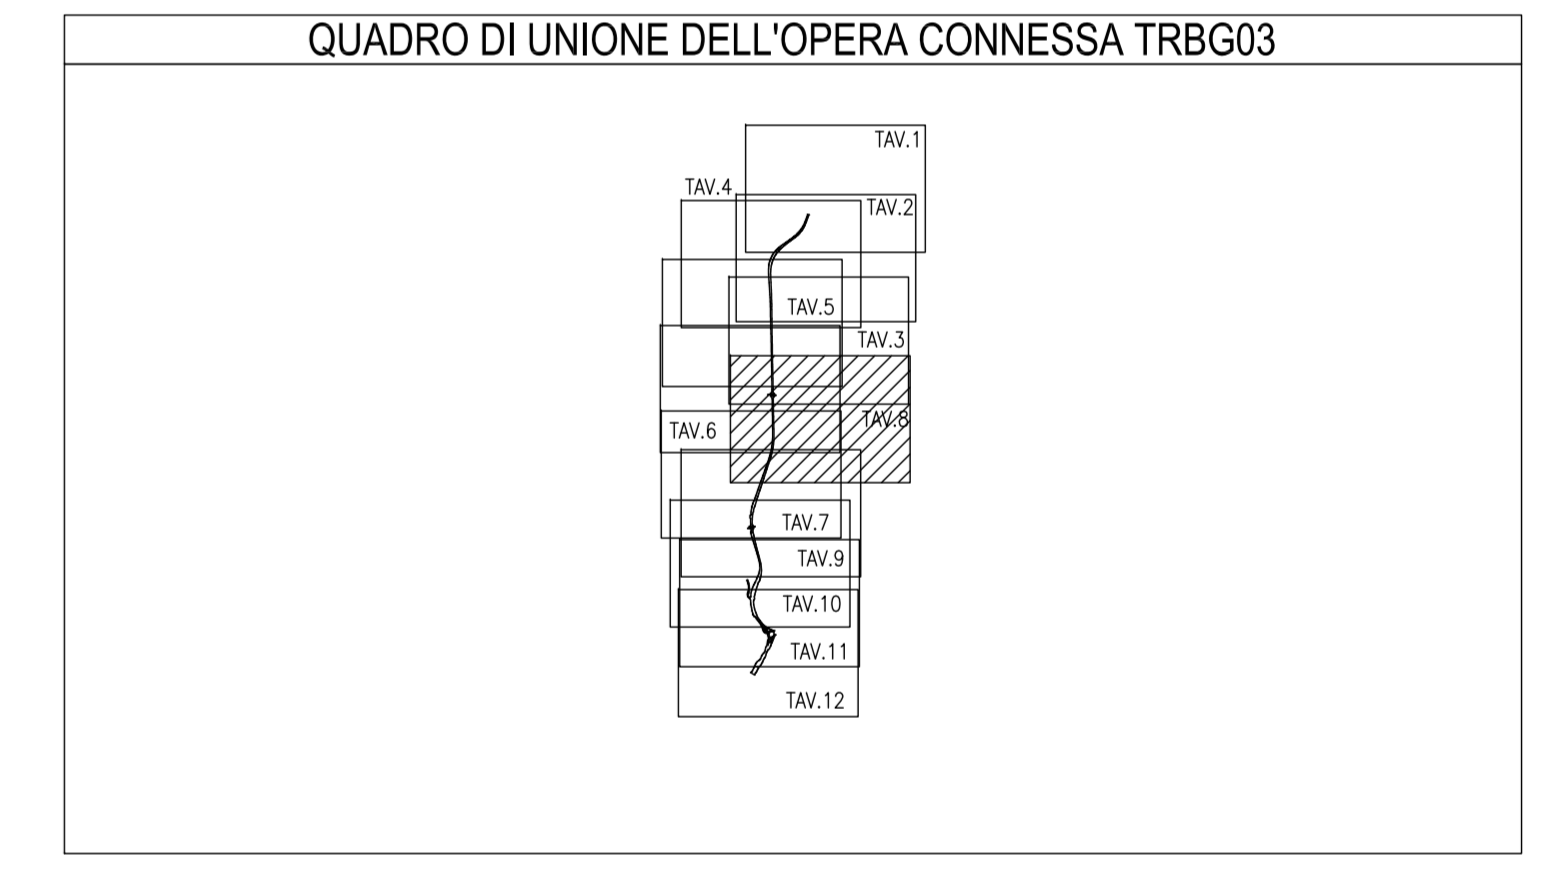 QUADRO DI UNIONE DELL'OPERA CONNESSA TRBG03
TAV.1
TAV.4
TAV.2
TAV.5
TAV.3
TAV.8
TAV.6
TAV.7
TAV.9
TAV.10
TAV.11
TAV.12